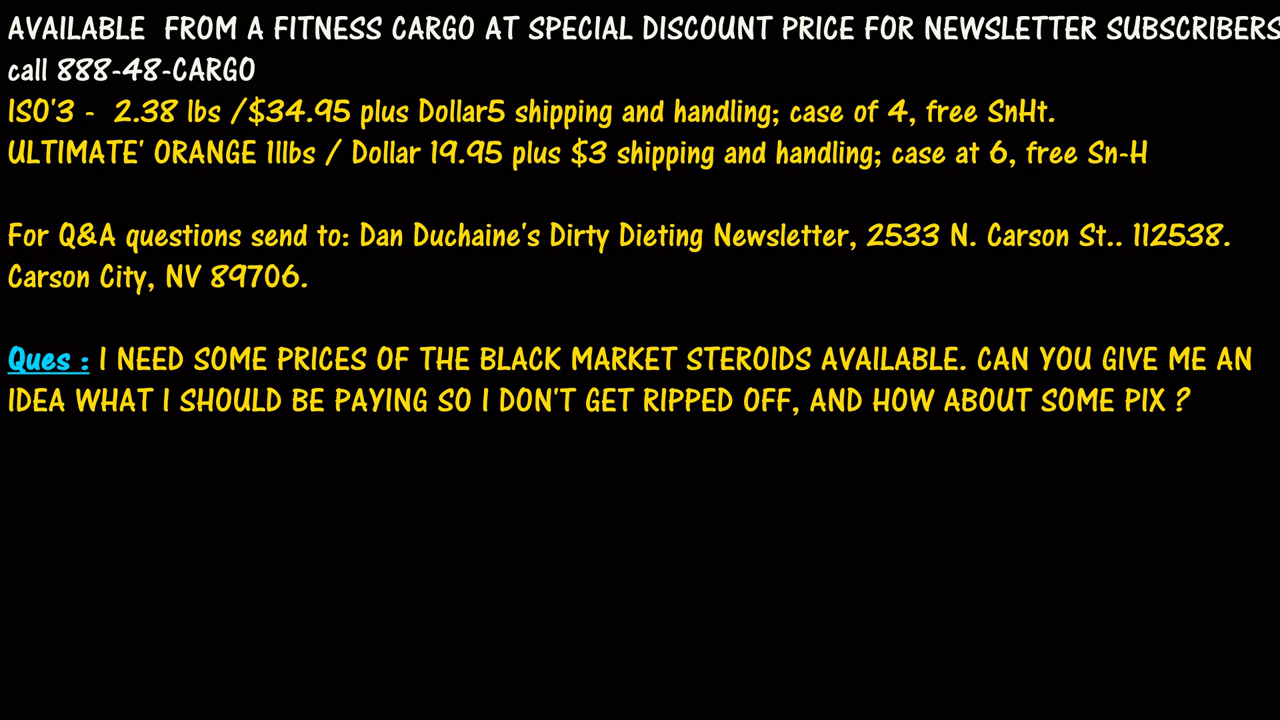 AVAILABLE  FROM A FITNESS CARGO AT SPECIAL DISCOUNT PRICE FOR NEWSLETTER SUBSCRIBERS
call 888-48-CARGO
ISO'3 -  2.38 lbs /$34.95 plus Dollar5 shipping and handling; case of 4, free SnHt.
ULTIMATE' ORANGE 1llbs / Dollar 19.95 plus $3 shipping and handling; case at 6, free Sn-H
For Q&A questions send to: Dan Duchaine's Dirty Dieting Newsletter, 2533 N. Carson St.. 112538.
Carson City, NV 89706.
Ques : I NEED SOME PRICES OF THE BLACK MARKET STEROIDS AVAILABLE. CAN YOU GIVE ME AN
IDEA WHAT I SHOULD BE PAYING SO I DON'T GET RIPPED OFF, AND HOW ABOUT SOME PIX ?